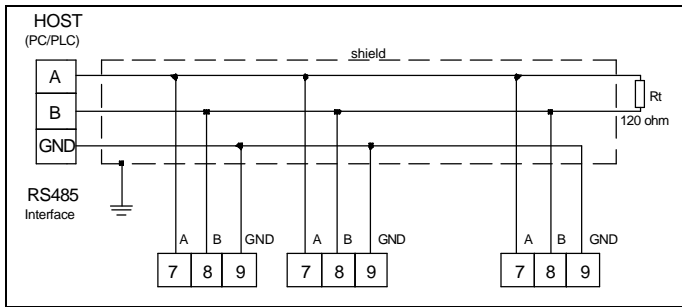 HOST
(PC/PLC)
shield
A
B
GND
Rt
120 ohm
RS485
Interface
A B GND A B GND A B GND
7 8 9 7 8 9 7 8 9